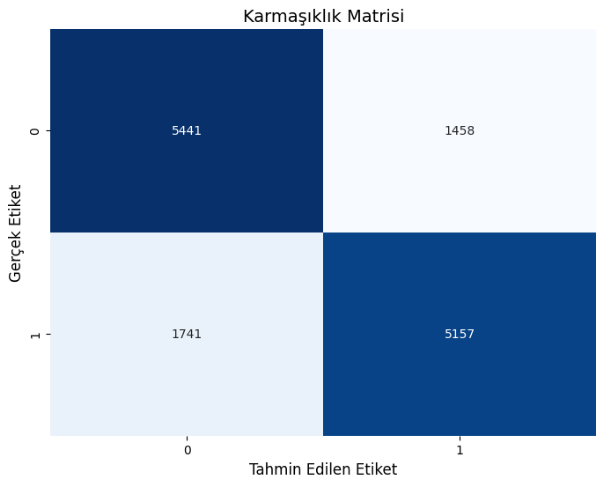 Karmaşıklık Matrisi
Gerçek Etiket
0
5441
1458
1
1741
5157
0
1
Tahmin Edilen Etiket